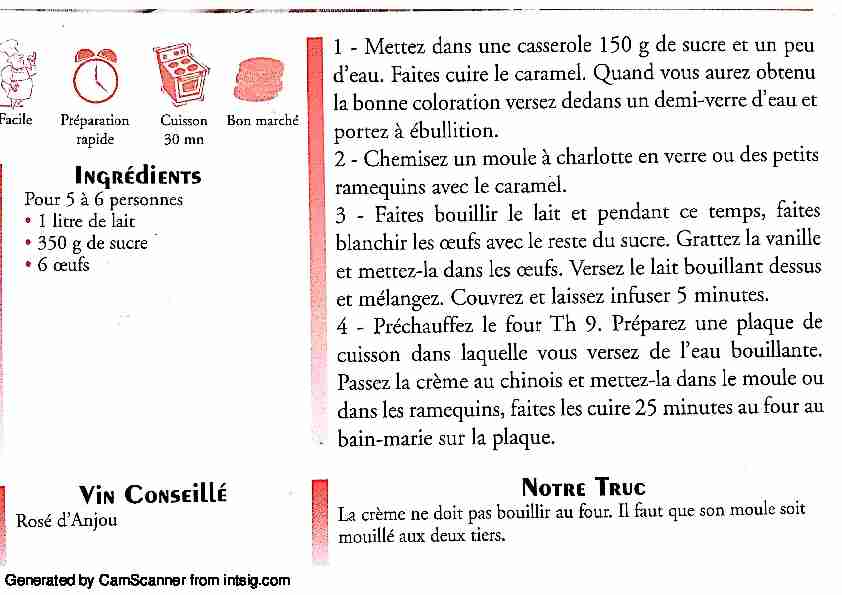 Facile
Préparation
rapide
Cuisson
30 mn
Bon marché
Ingrédients
Pour 5 à 6 personnes
• 1 litre de lait
• 350 g de sucre
• 6 œufs
Vin Conseillé
Rosé d'Anjou
1 - Mettez dans une casserole 150 g de sucre et un peu
d'eau. Faites cuire le caramel. Quand vous aurez obtenu
la bonne coloration versez dedans un demi-verre d'eau et
portez à ébullition.
2 - Chemisez un moule à charlotte en verre ou des petits
ramequins avec le caramel.
3 - Faites bouillir le lait et pendant ce temps, faites
blanchir les œufs avec le reste du sucre. Grattez la vanille
et mettez-la dans les œufs. Versez le lait bouillant dessus
et mélangez. Couvrez et laissez infuser 5 minutes.
4 - Préchauffez le four Th 9. Préparez une plaque de
cuisson dans laquelle vous versez de l'eau bouillante.
Passez la crème au chinois et mettez-la dans le moule ou
dans les ramequins, faites les cuire 25 minutes au four au
bain-marie sur la plaque.
Notre Truc
La crème ne doit pas bouillir au four. Il faut que son moule soit
mouillé aux deux tiers.
Generated by CamScanner from intsig.com